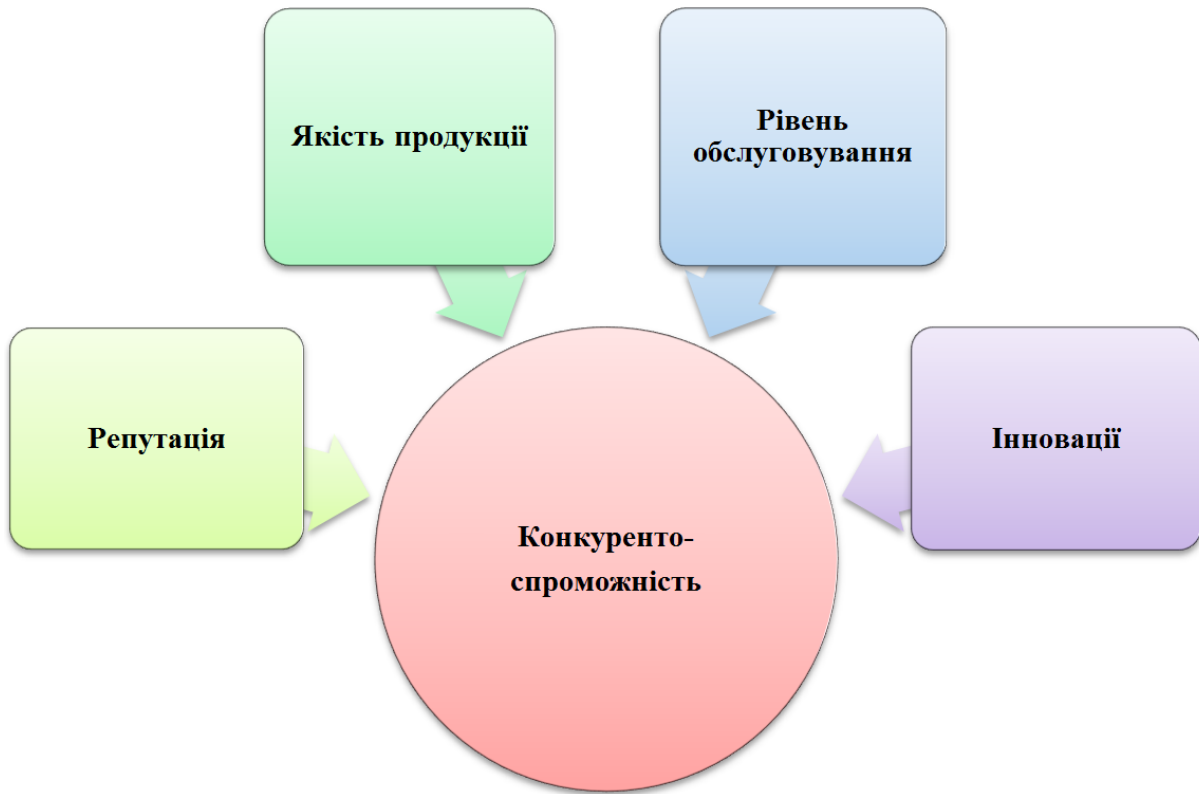 Якість продукції
Рівень
обслуговування
Репутація
Інновації
Конкуренто-
спроможність